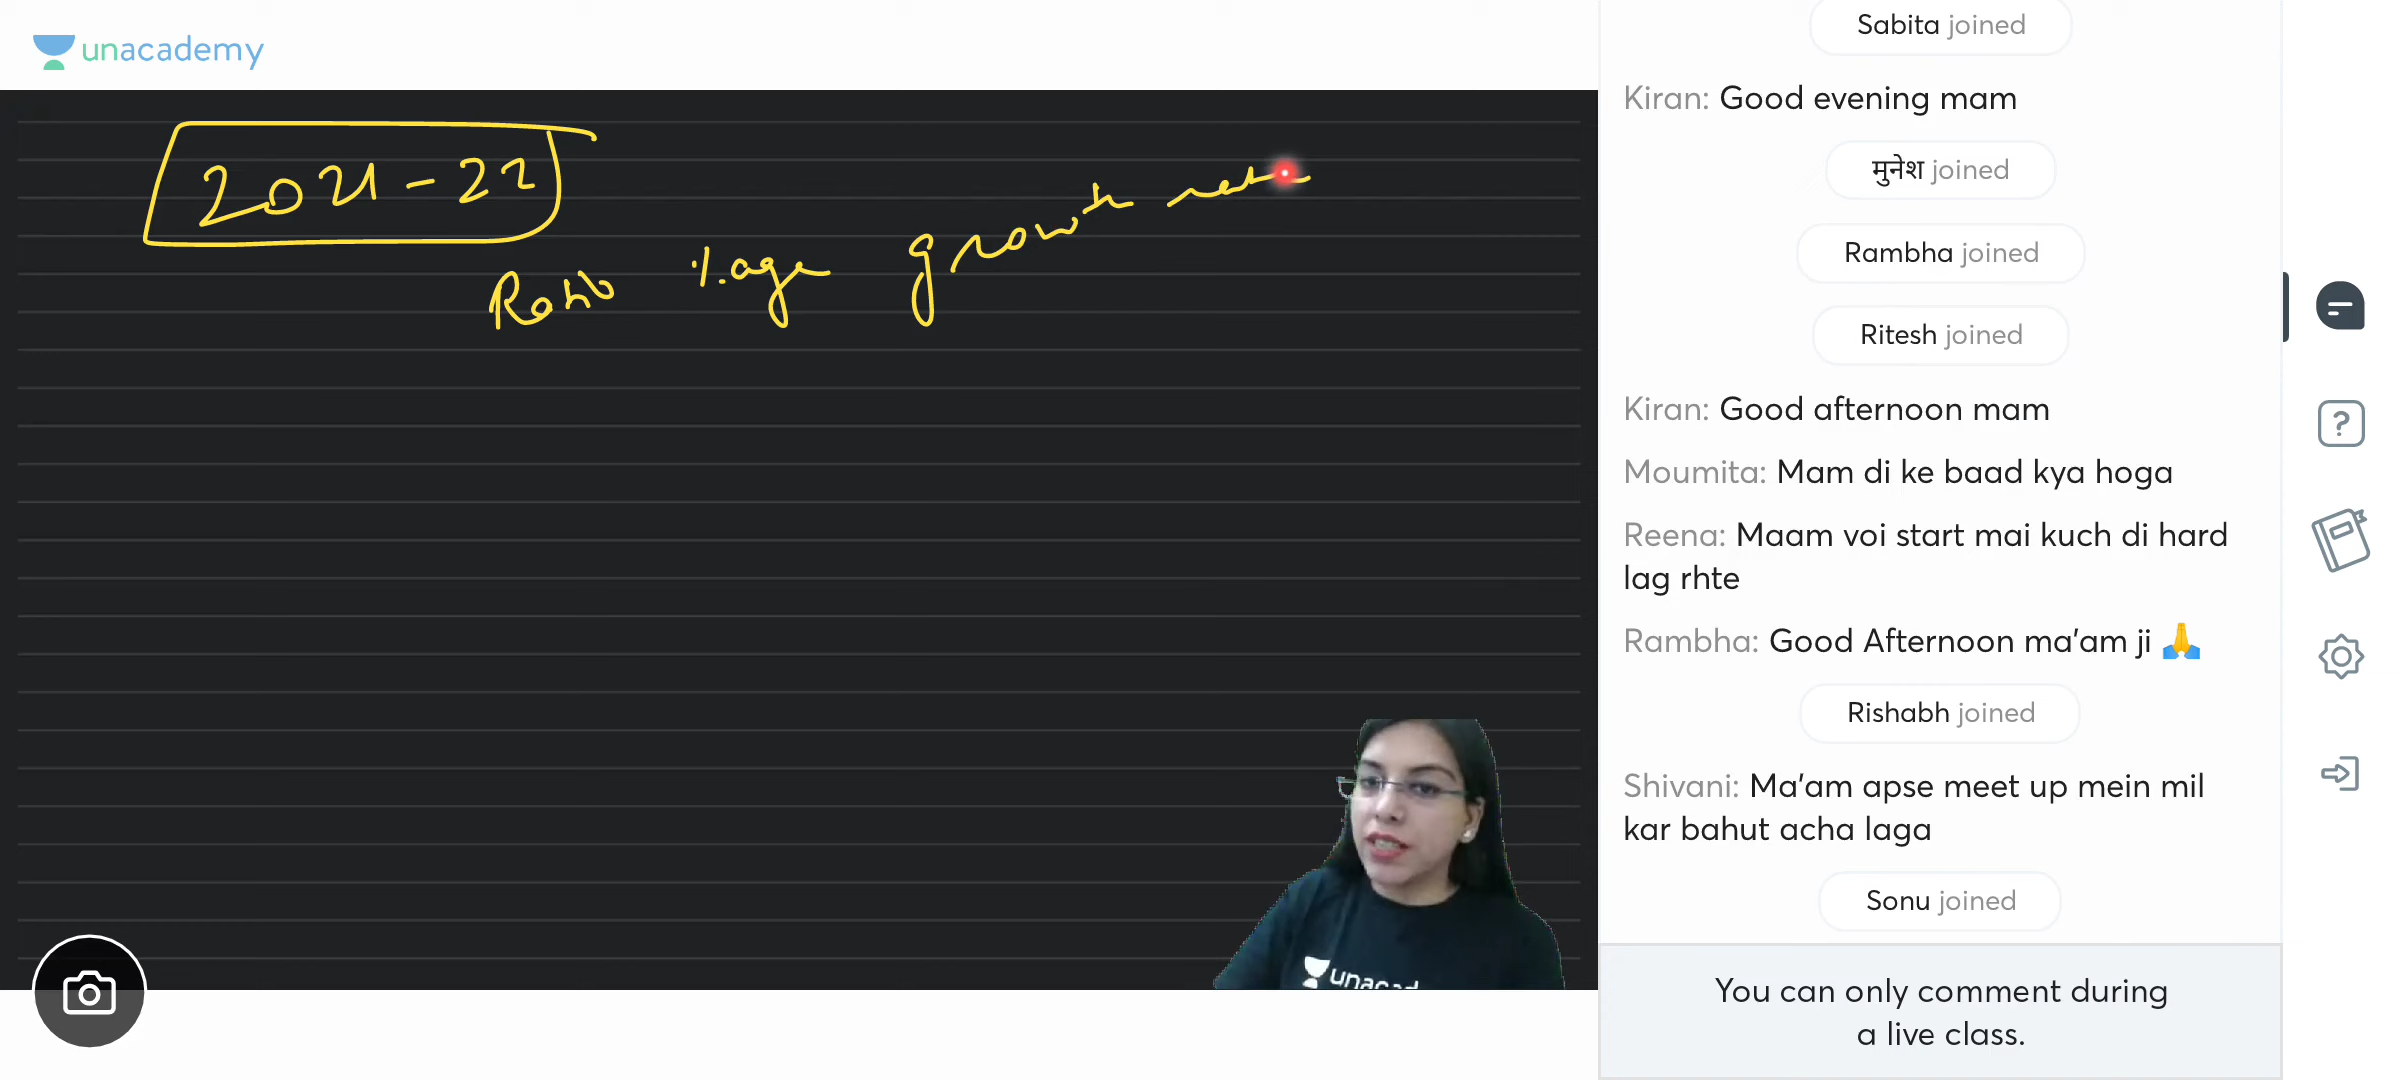 unacademy
2021-22
Ratio %age growth rate
unacad
Sabita joined
Kiran: Good evening mam
मुनेश joined
Rambha joined
Ritesh joined
Kiran: Good afternoon mam
Moumita: Mam di ke baad kya hoga
Reena: Maam voi start mai kuch di hard
lag rhte
Rambha: Good Afternoon ma'am ji 🙏
Rishabh joined
Shivani: Ma'am apse meet up mein mil
kar bahut acha laga
Sonu joined
You can only comment during
a live class.